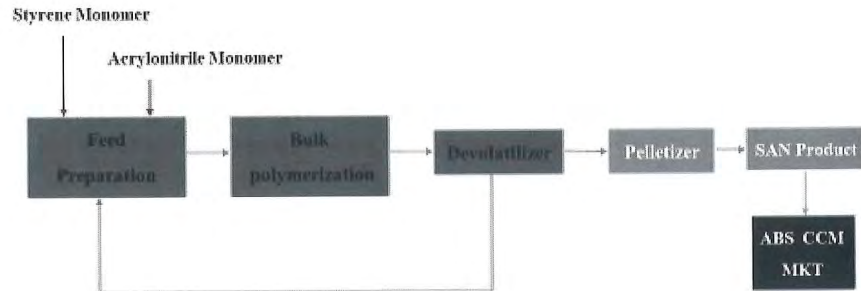 Styrene Monomer
Acrylonitrile Monomer
Feed
Preparation
Bulk
polymerization
Devolatilizer
Pelletizer
SAN Product
ABS CCM
MKT